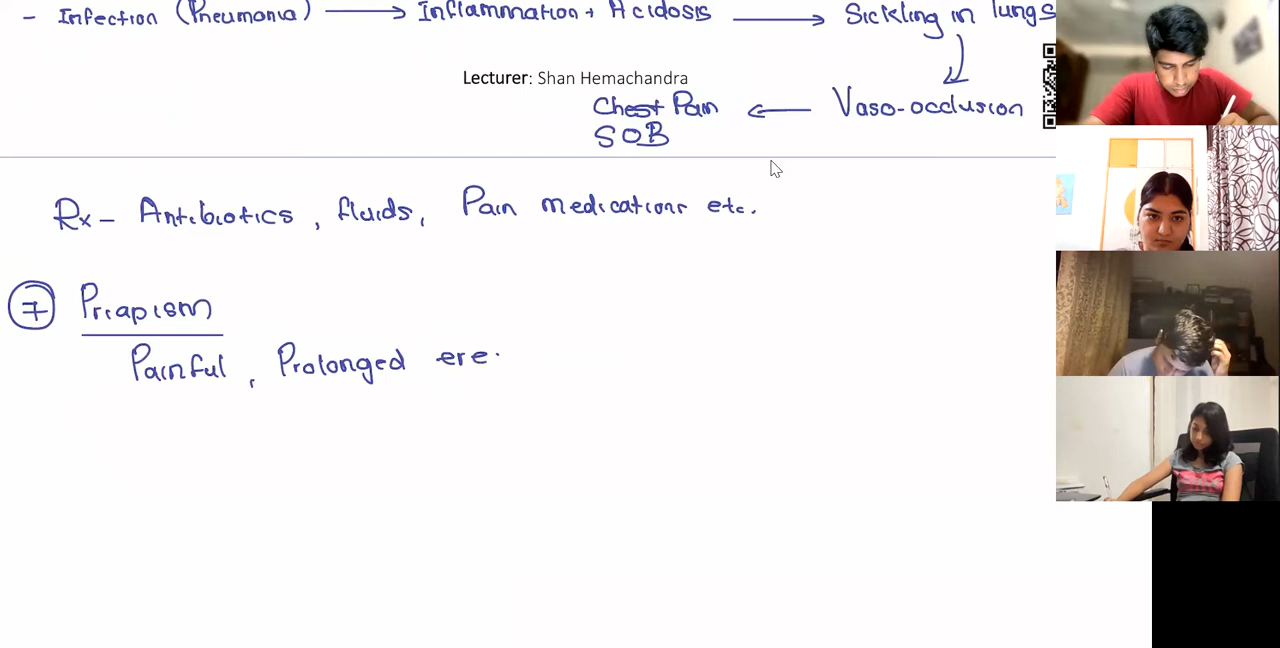 - Infection (Pneumonia) → Inflammation + Acidosis → Sickling in lungs
Lecturer: Shan Hemachandra
Chest Pain ← Vaso-occlusion
SOB
Rx - Antibiotics, fluids, Pain medications etc.
7 Priapism
Painful, Prolonged ere